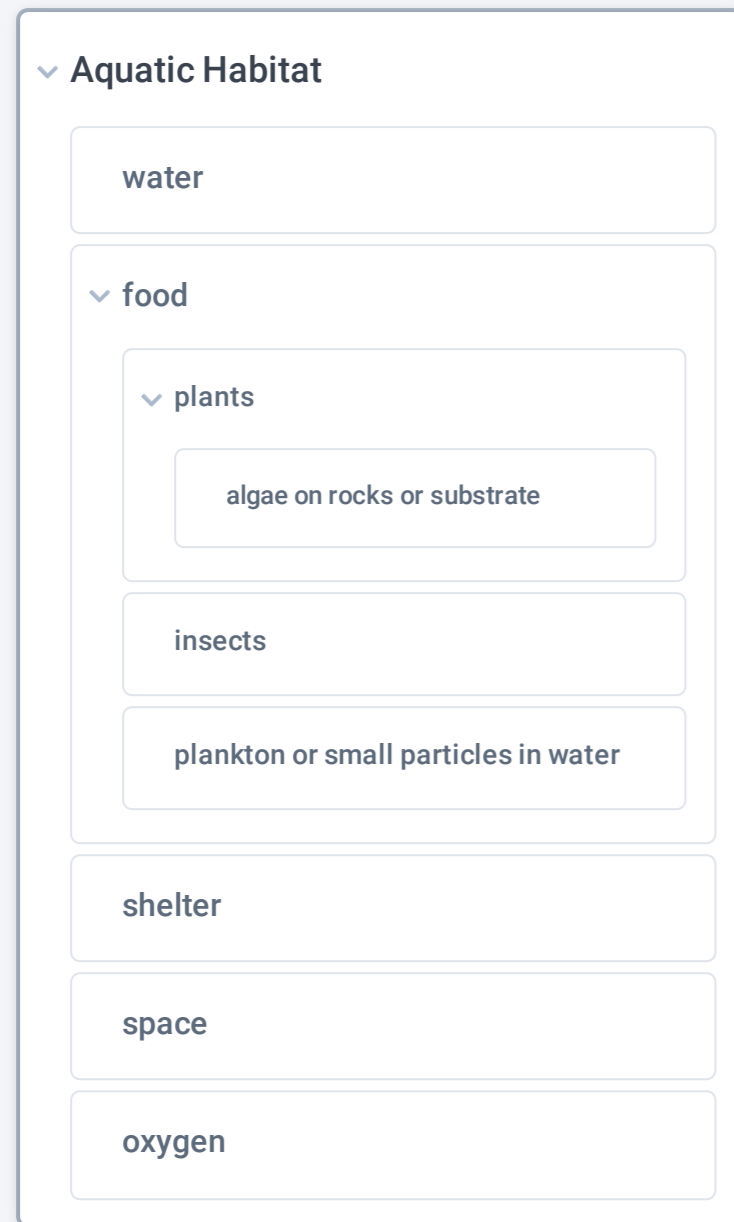 Aquatic Habitat
water
food
plants
algae on rocks or substrate
insects
plankton or small particles in water
shelter
space
oxygen